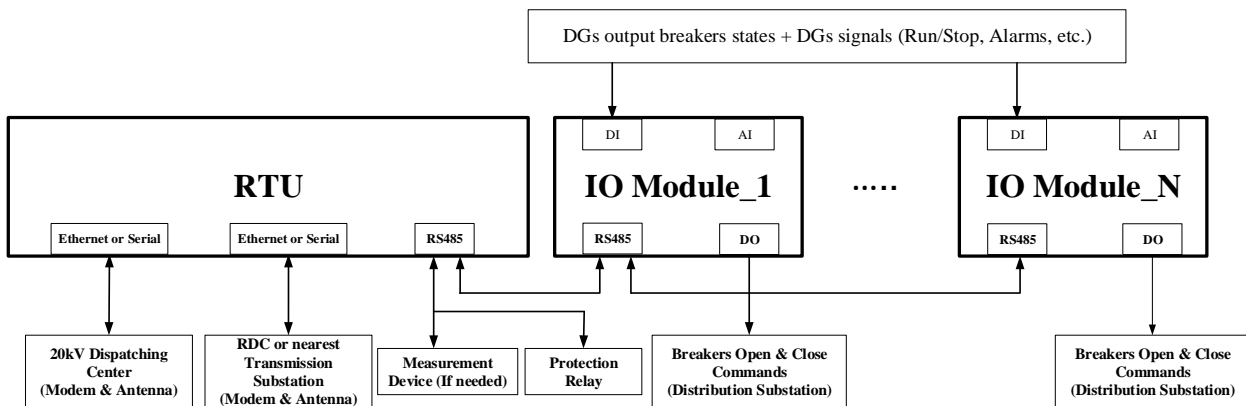 DGs output breakers states + DGs signals (Run/Stop, Alarms, etc.)
DI
AI
DI
AI
RTU
IO Module_1
.....
IO Module_N
Ethernet or Serial
Ethernet or Serial
RS485
RS485
DO
RS485
DO
20kV Dispatching
Center
(Modem & Antenna)
RDC or nearest
Transmission
Substation
(Modem & Antenna)
Measurement
Device (If needed)
Protection
Relay
Breakers Open & Close
Commands
(Distribution Substation)
Breakers Open & Close
Commands
(Distribution Substation)